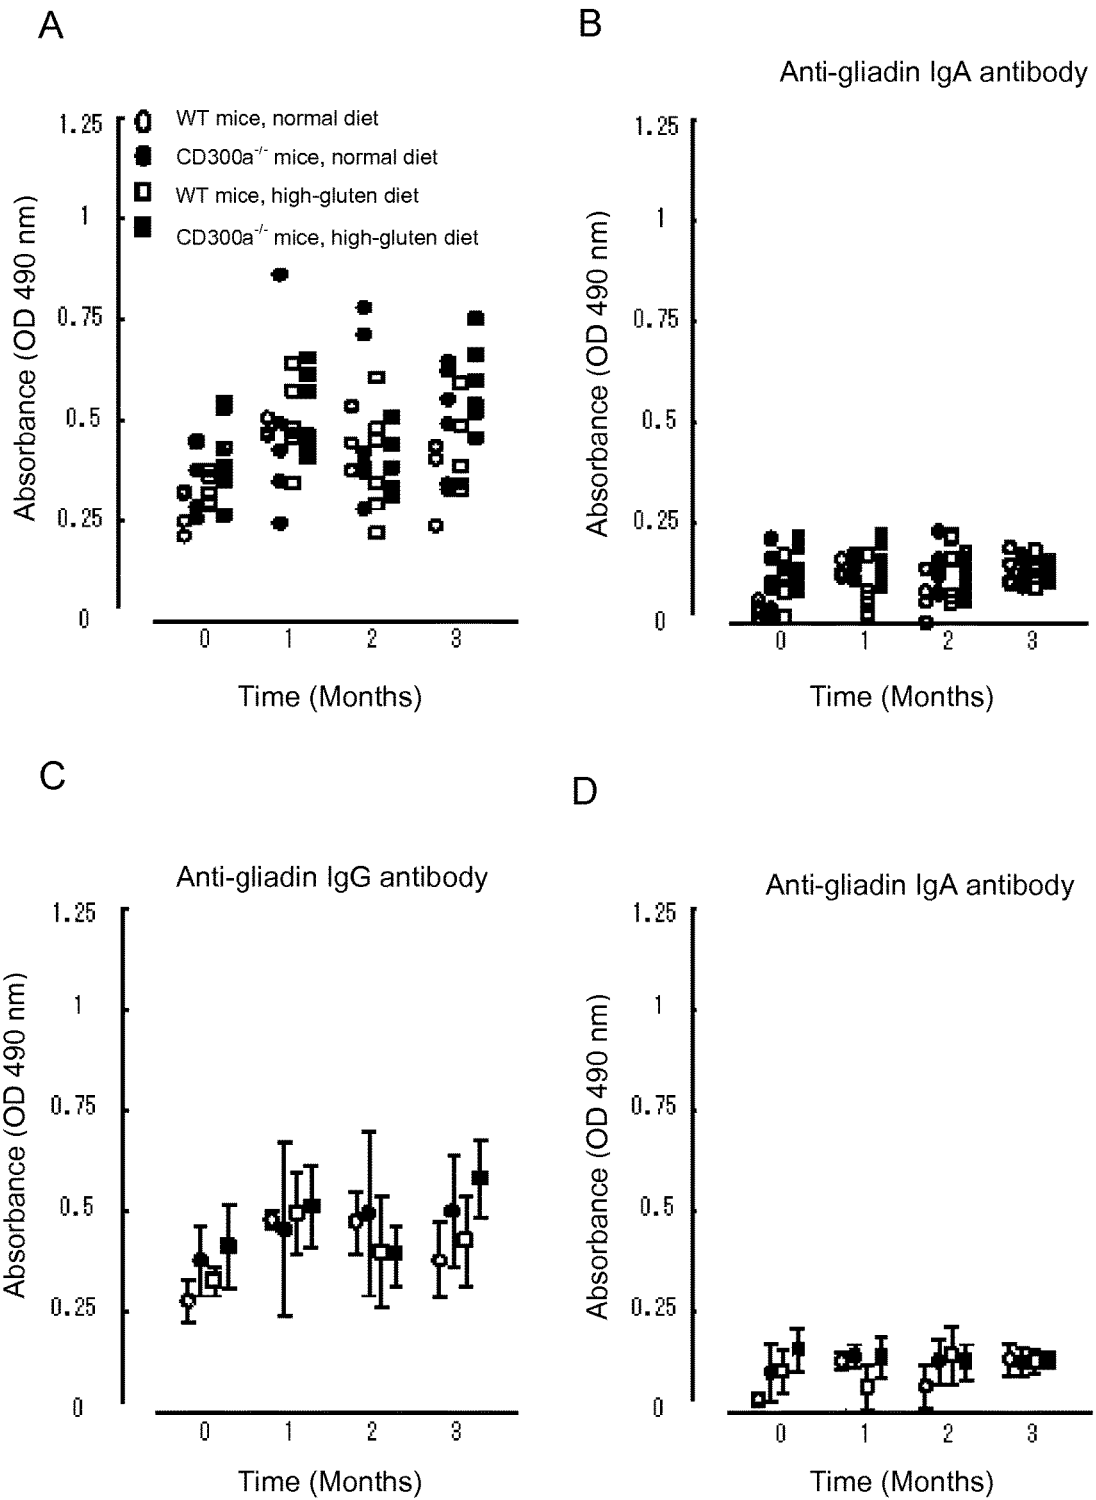 A
B
Anti-gliadin IgA antibody
WT mice, normal diet
CD300a-/- mice, normal diet
WT mice, high-gluten diet
CD300a-/- mice, high-gluten diet
Absorbance (OD 490 nm)
1.25
1
0.75
0.5
0.25
0
0 1 2 3
Time (Months)
Absorbance (OD 490 nm)
1.25
1
0.75
0.5
0.25
0
0 1 2 3
Time (Months)
C
D
Anti-gliadin IgG antibody
Anti-gliadin IgA antibody
Absorbance (OD 490 nm)
1.25
1
0.75
0.5
0.25
0
0 1 2 3
Time (Months)
Absorbance (OD 490 nm)
1.25
1
0.75
0.5
0.25
0
0 1 2 3
Time (Months)